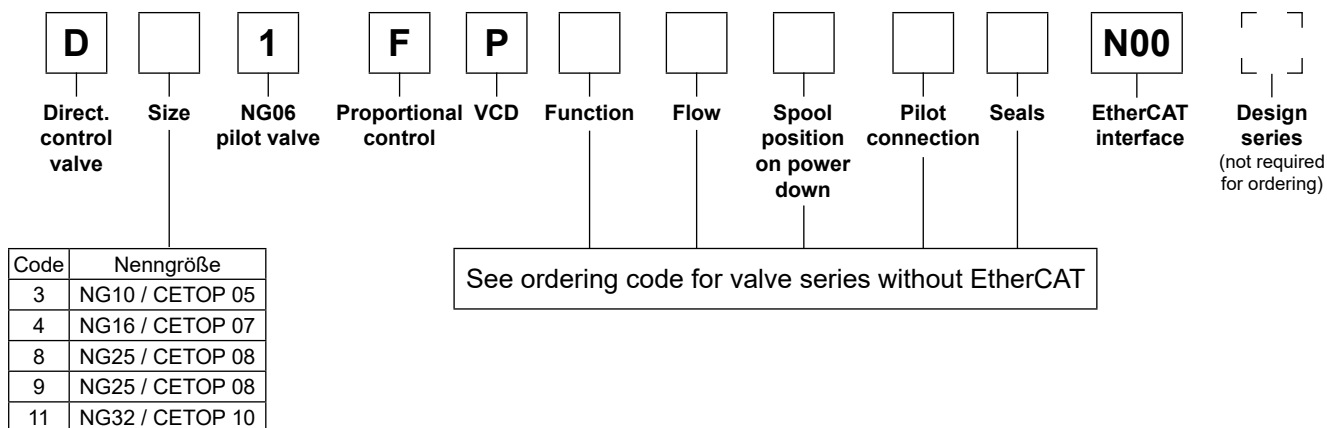 D 1 F P N00
Direct. control valve
Size
NG06 pilot valve
Proportional control
VCD
Function
Flow
Spool position on power down
Pilot connection
Seals
EtherCAT interface
Design series (not required for ordering)
Code Nenngröße
3 NG10 / CETOP 05
4 NG16 / CETOP 07
8 NG25 / CETOP 08
9 NG25 / CETOP 08
11 NG32 / CETOP 10
See ordering code for valve series without EtherCAT